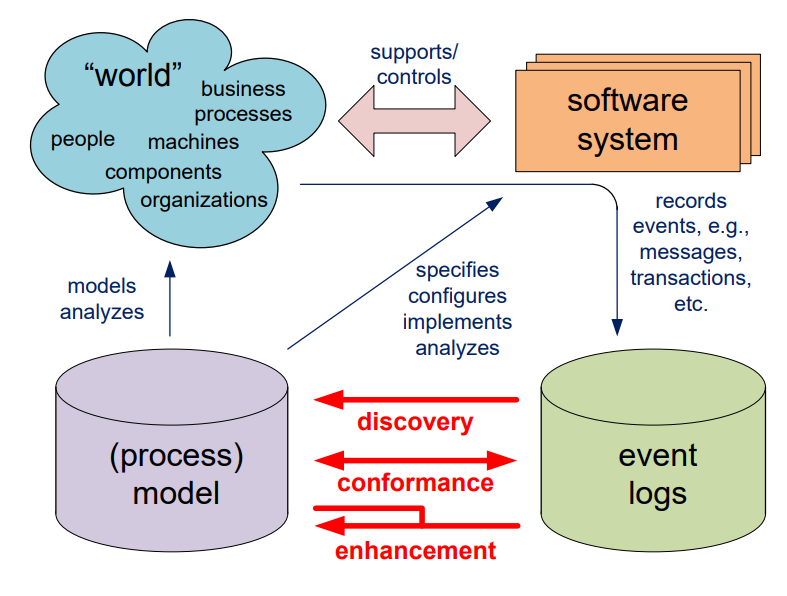 “world”
business
processes
people
machines
components
organizations
supports/
controls
software
system
records
events, e.g.,
messages,
transactions,
etc.
models
analyzes
specifies
configures
implements
analyzes
(process)
model
discovery
conformance
enhancement
event
logs